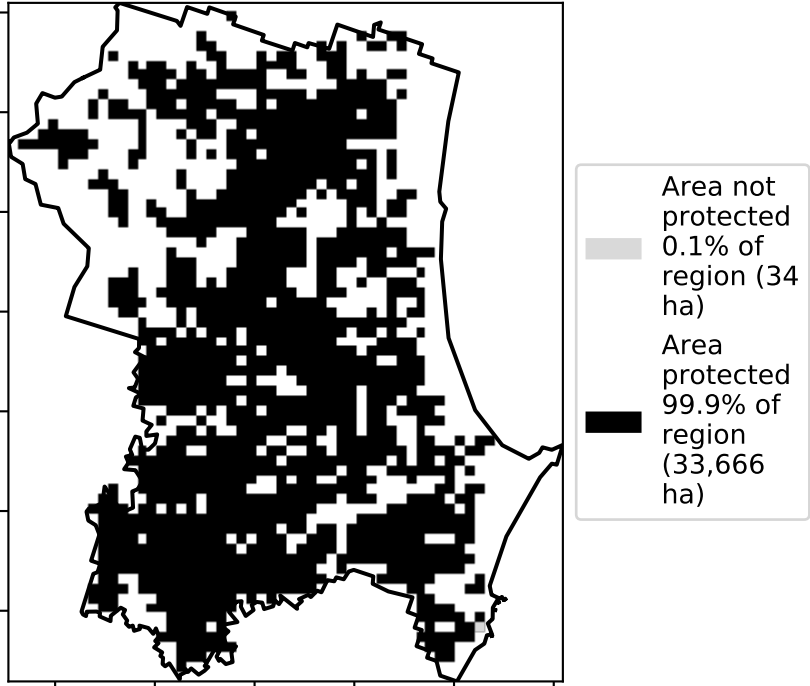 Area not
protected
0.1% of
region (34
ha)
Area
protected
99.9% of
region
(33,666
ha)